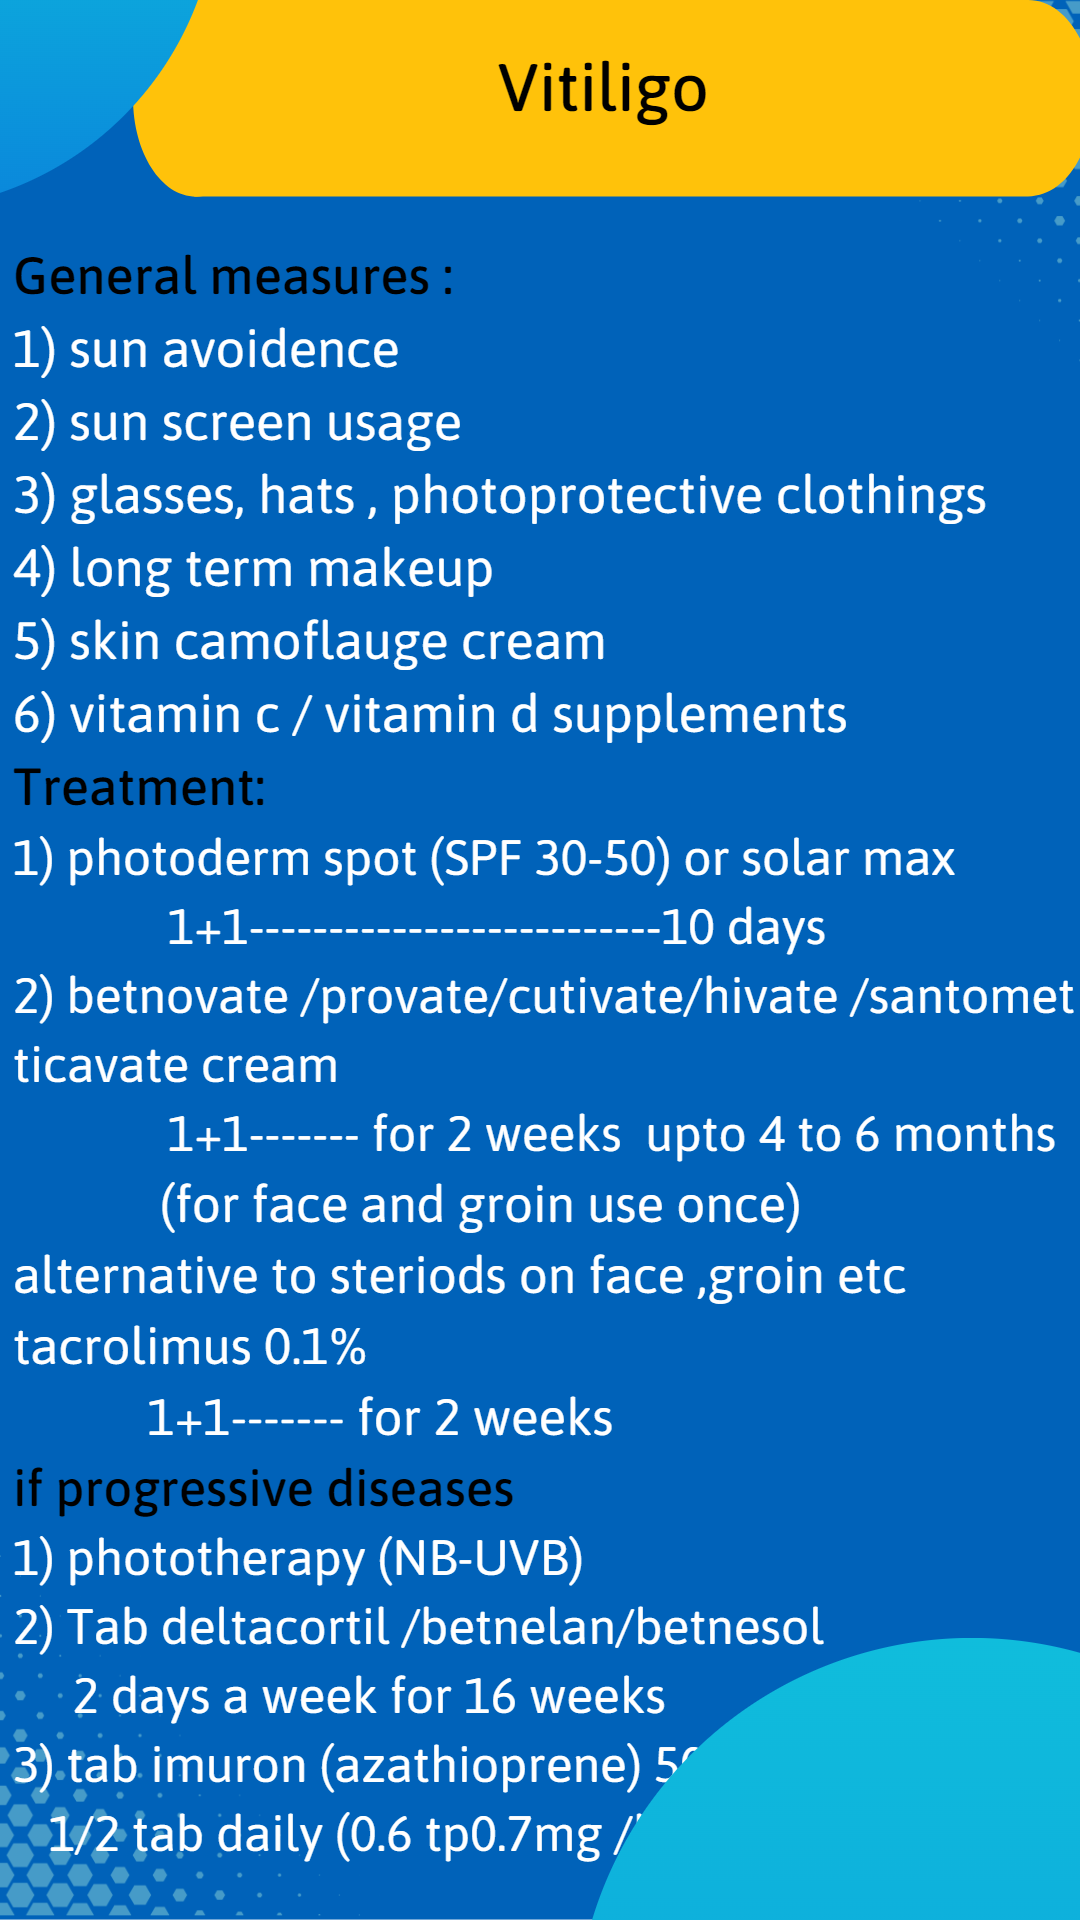 Vitiligo
General measures :
1) sun avoidence
2) sun screen usage
3) glasses, hats , photoprotective clothings
4) long term makeup
5) skin camoflauge cream
6) vitamin c / vitamin d supplements
Treatment:
1) photoderm spot (SPF 30-50) or solar max
1+1--------------------------10 days
2) betnovate /provate/cutivate/hivate /santomet
ticavate cream
1+1------- for 2 weeks  upto 4 to 6 months
(for face and groin use once)
alternative to steriods on face ,groin etc
tacrolimus 0.1%
1+1------- for 2 weeks
if progressive diseases
1) phototherapy (NB-UVB)
2) Tab deltacortil /betnelan/betnesol
2 days a week for 16 weeks
3) tab imuron (azathioprene)
1/2 tab daily (0.6 tp0.7mg /